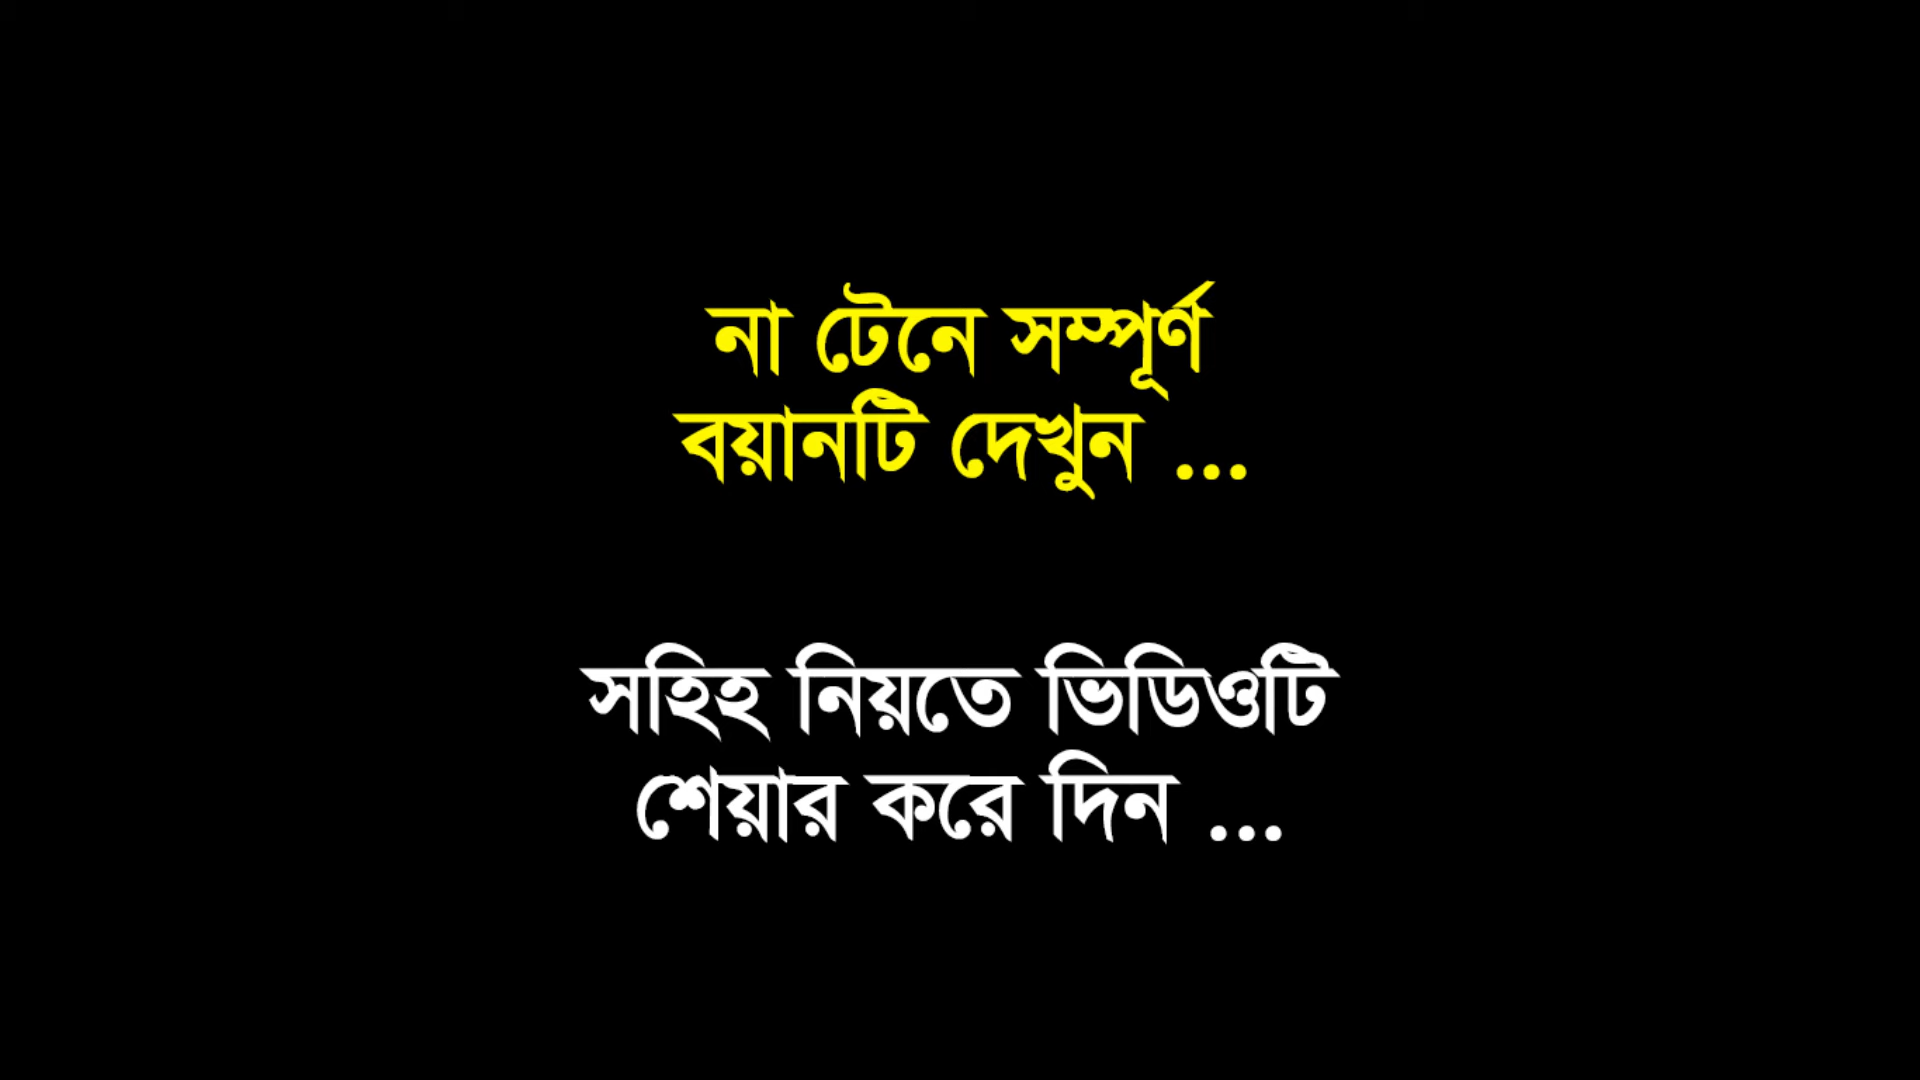 না টেনে সম্পূর্ণ
বয়ানটি দেখুন ...
সহিহ নিয়তে ভিডিওটি
শেয়ার করে দিন ...